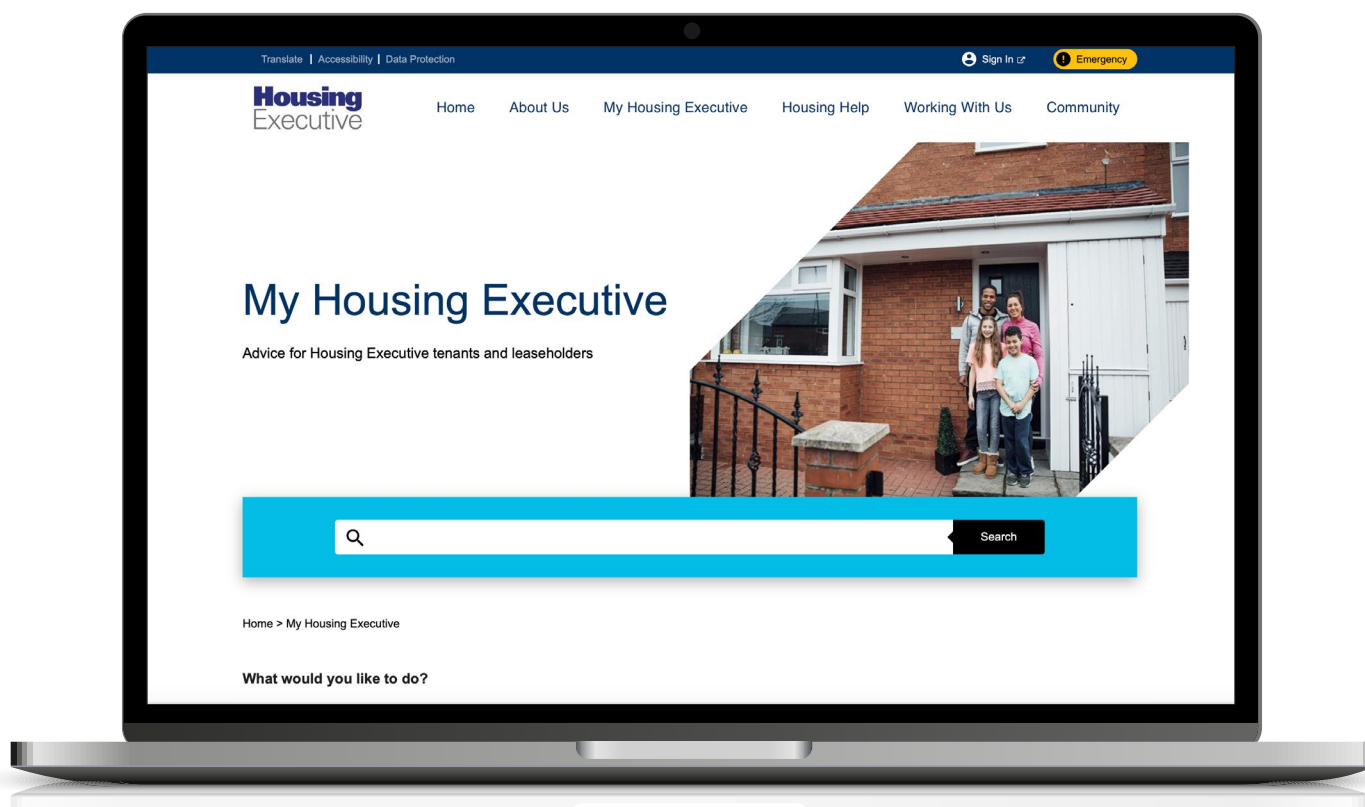 Translate | Accessibility | Data Protection
Sign In
Emergency
Housing
Executive
Home About Us My Housing Executive Housing Help Working With Us Community
My Housing Executive
Advice for Housing Executive tenants and leaseholders
Search
Home > My Housing Executive
What would you like to do?